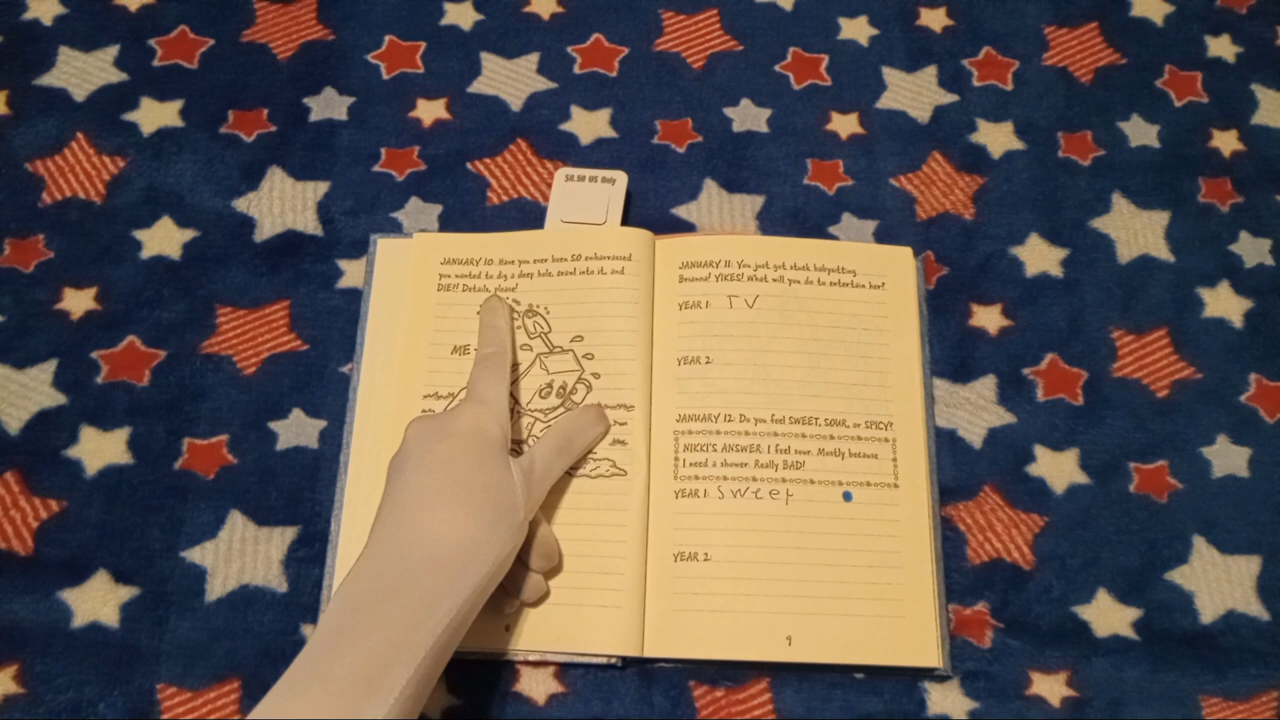 $0.50 US Only
JANUARY 10: Have you ever been SO embarrassed
you wanted to dig a deep hole, crawl into it, and
DIE?! Details, please!
ME
JANUARY 11: You just got stuck babysitting
Brianna! YIKES! What will you do to entertain her?
YEAR 1: TV
YEAR 2:
JANUARY 12: Do you feel SWEET, SOUR, or SPICY?
NIKKI'S ANSWER: I feel sour. Mostly because
I need a shower. Really BAD!
YEAR 1: sweet
YEAR 2:
9